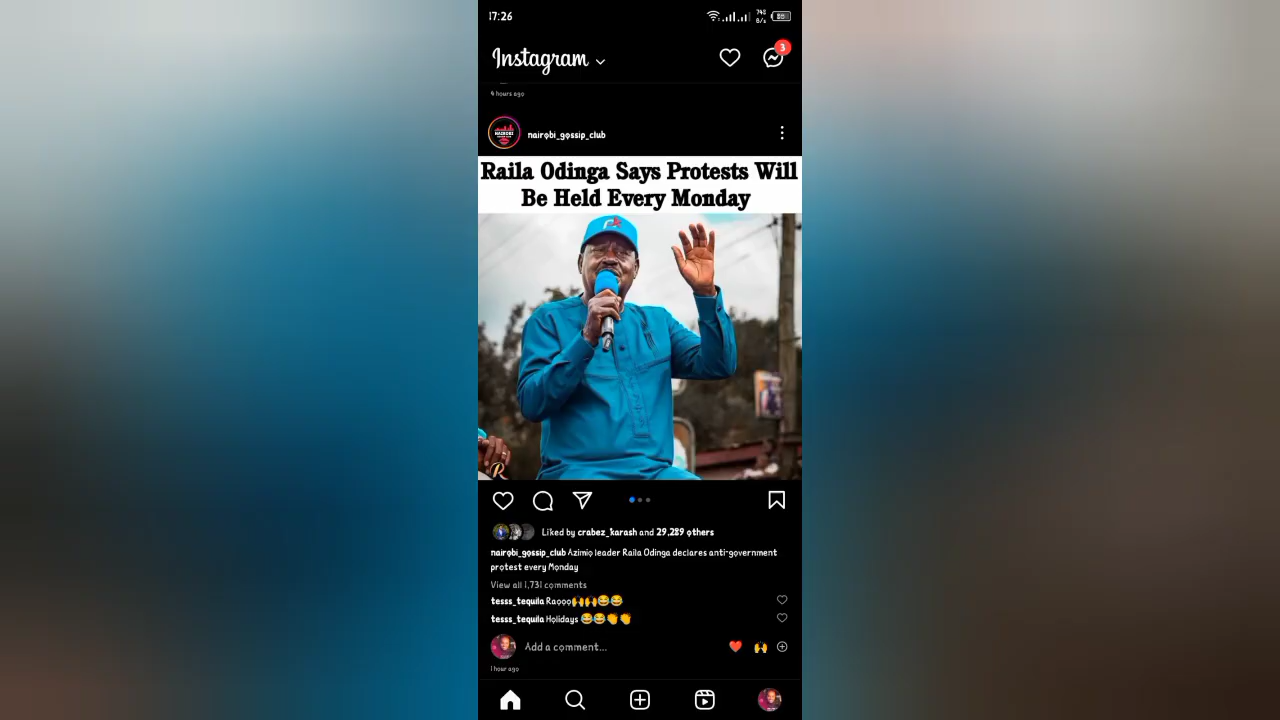 17:26
748
B/s
Instagram
3
4 hours ago
nairobi_gossip_club
Raila Odinga Says Protests Will
Be Held Every Monday
R
Liked by crabez_karash and 29,289 others
nairobi_gossip_club Azimio leader Raila Odinga declares anti-government
protest every Monday
View all 1,731 comments
tesss_tequila Raooo🙌🙌😂😂
tesss_tequila Holidays 😂😂👏👏
Add a comment...
1 hour ago